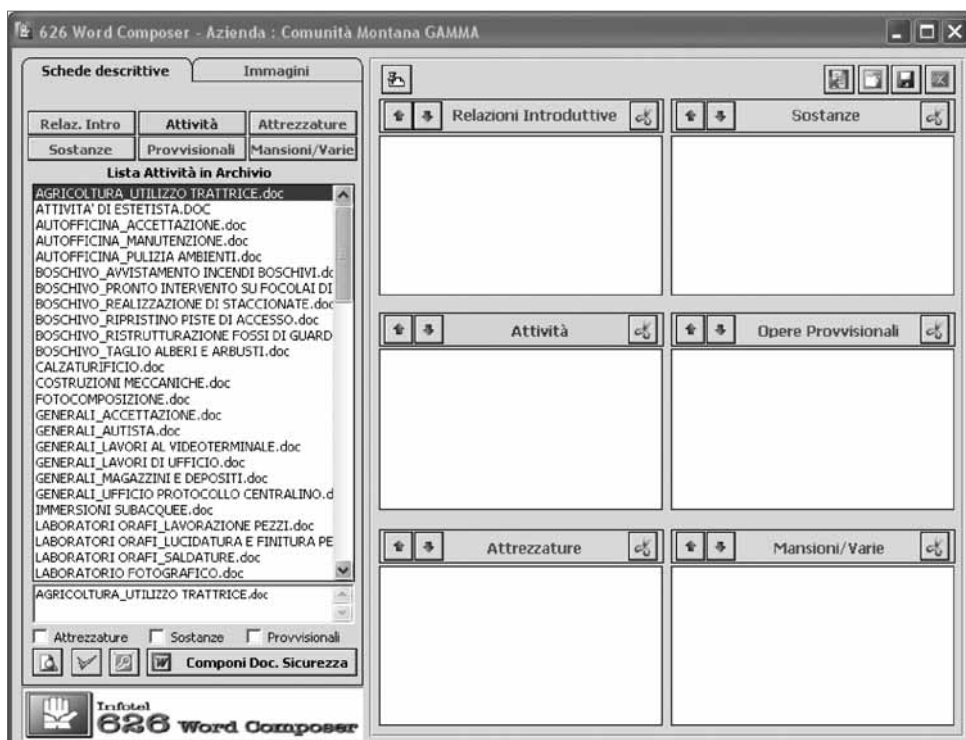 626 Word Composer - Azienda : Comunità Montana GAMMA
Schede descrittive
Immagini
Relaz. Intro
Attività
Attrezzature
Sostanze
Provvisionali
Mansioni/Varie
Lista Attività in Archivio
AGRICOLTURA_UTILIZZO TRATTRICE.doc
ATTIVITA' DI ESTETISTA.DOC
AUTOFFICINA_ACCETTAZIONE.doc
AUTOFFICINA_MANUTENZIONE.doc
AUTOFFICINA_PULIZIA AMBIENTI.doc
BOSCHIVO_AVVISTAMENTO INCENDI BOSCHIVI.dc
BOSCHIVO_PRONTO INTERVENTO SU FOCOLAI DI
BOSCHIVO_REALIZZAZIONE DI STACCIONATE.doc
BOSCHIVO_RIPRISTINO PISTE DI ACCESSO.doc
BOSCHIVO_RISTRUTTURAZIONE FOSSI DI GUARD
BOSCHIVO_TAGLIO ALBERI E ARBUSTI.doc
CALZATURIFICIO.doc
COSTRUZIONI MECCANICHE.doc
FOTOCOMPOSIZIONE.doc
GENERALI_ACCETTAZIONE.doc
GENERALI_AUTISTA.doc
GENERALI_LAVORI AL VIDEOTERMINALE.doc
GENERALI_LAVORI DI UFFICIO.doc
GENERALI_MAGAZZINI E DEPOSITI.doc
GENERALI_UFFICIO PROTOCOLLO CENTRALINO.d
IMMERSIONI SUBACQUEE.doc
LABORATORI ORAFI_LAVORAZIONE PEZZI.doc
LABORATORI ORAFI_LUCIDATURA E FINITURA PE
LABORATORI ORAFI_SALDATURE.doc
LABORATORIO FOTOGRAFICO.doc
AGRICOLTURA_UTILIZZO TRATTRICE.doc
Attrezzature
Sostanze
Provvisionali
W
Componi Doc. Sicurezza
Infotel
626 Word Composer
Relazioni Introduttive
Sostanze
Attività
Opere Provvisionali
Attrezzature
Mansioni/Varie